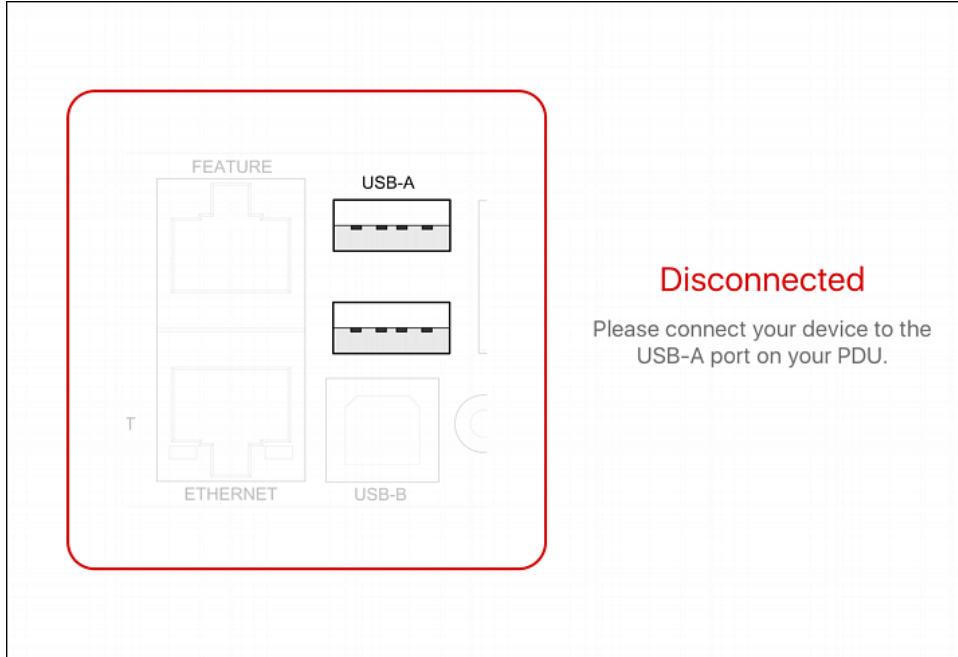 FEATURE
USB-A
T
ETHERNET
USB-B
Disconnected
Please connect your device to the
USB-A port on your PDU.